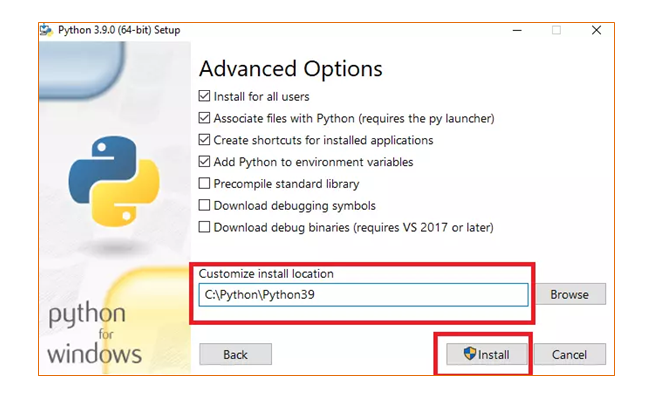 Python 3.9.0 (64-bit) Setup
Advanced Options
Install for all users
Associate files with Python (requires the py launcher)
Create shortcuts for installed applications
Add Python to environment variables
Precompile standard library
Download debugging symbols
Download debug binaries (requires VS 2017 or later)
Customize install location
C:\Python\Python39
Browse
python
for
windows
Back
Install
Cancel